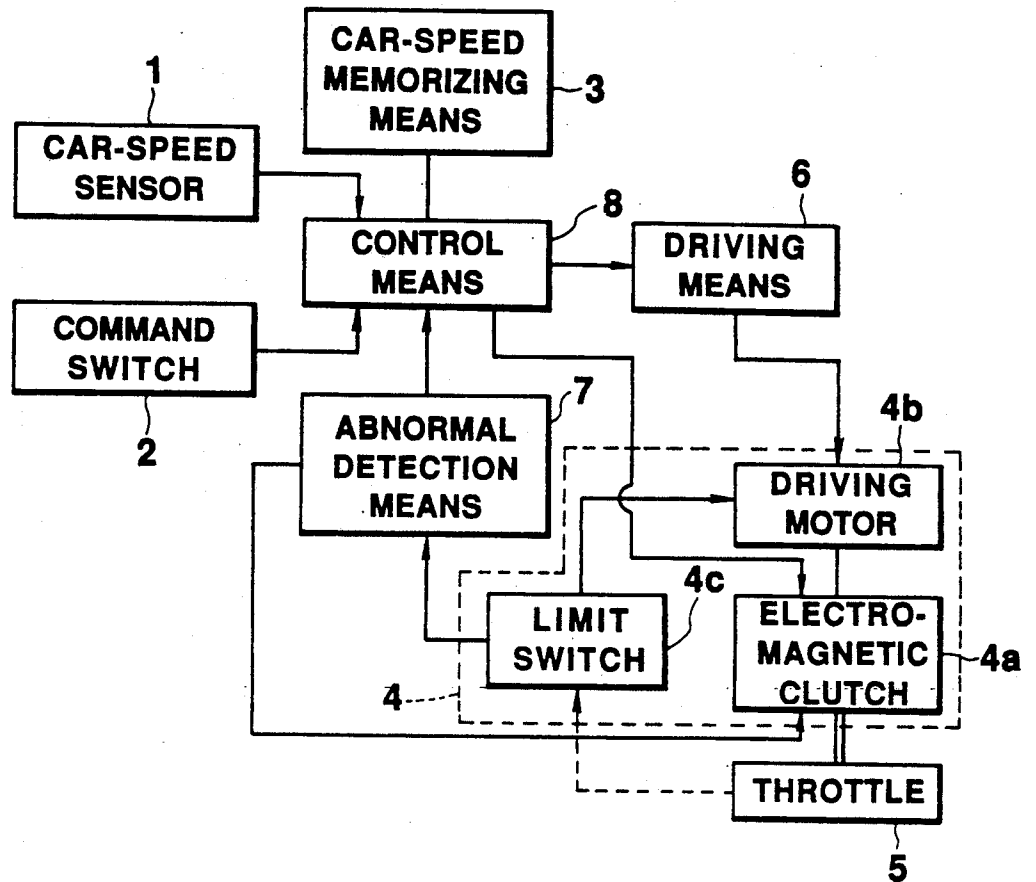 CAR-SPEED
MEMORIZING
MEANS
3
1
CAR-SPEED
SENSOR
8
CONTROL
MEANS
6
DRIVING
MEANS
COMMAND
SWITCH
2
7
ABNORMAL
DETECTION
MEANS
4b
DRIVING
MOTOR
4c
LIMIT
SWITCH
ELECTRO-
MAGNETIC
CLUTCH
4a
4
THROTTLE
5